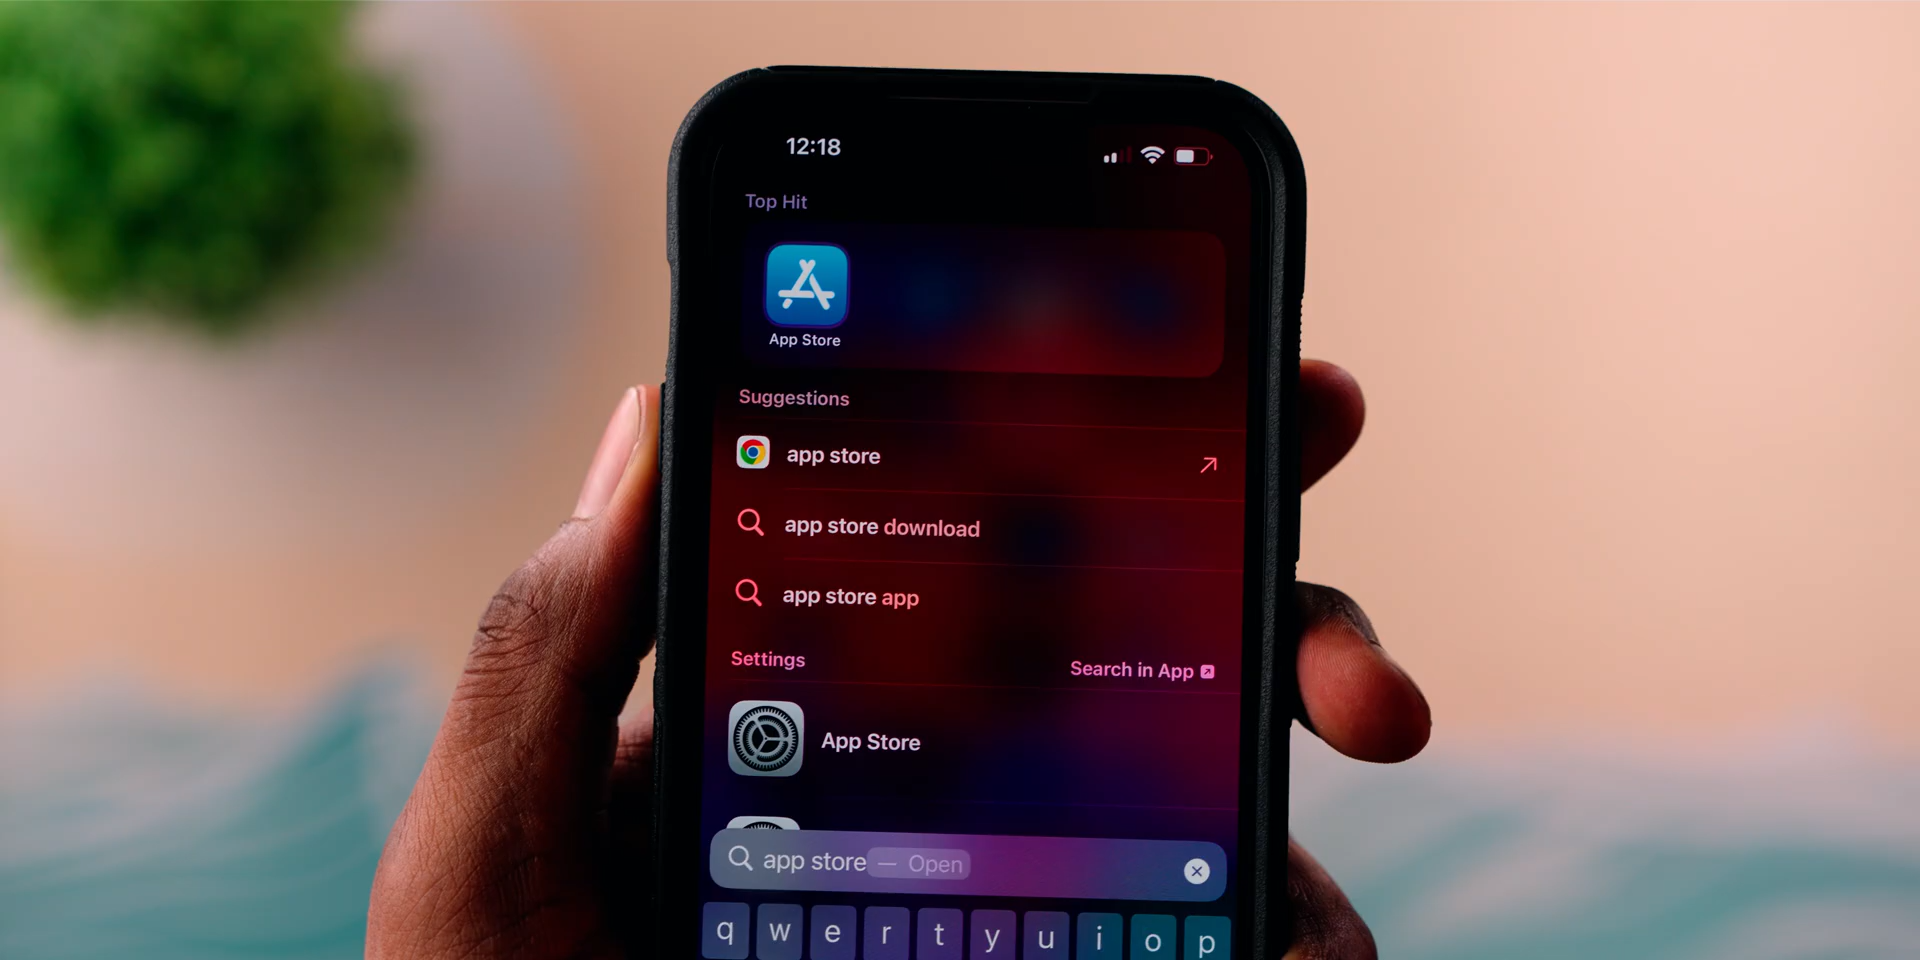 12:18
Top Hit
App Store
Suggestions
app store
app store download
app store app
Settings
Search in App
App Store
app store — Open
q w e r t y u i o p